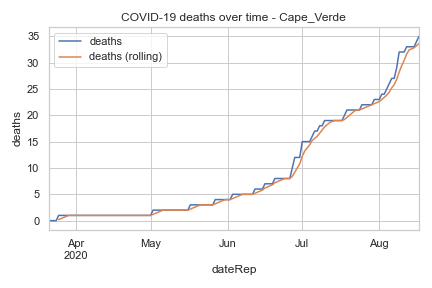 COVID-19 deaths over time - Cape_Verde
deaths
deaths (rolling)
35
30
25
20
15
10
5
0
deaths
Apr
2020
May
Jun
Jul
Aug
dateRep